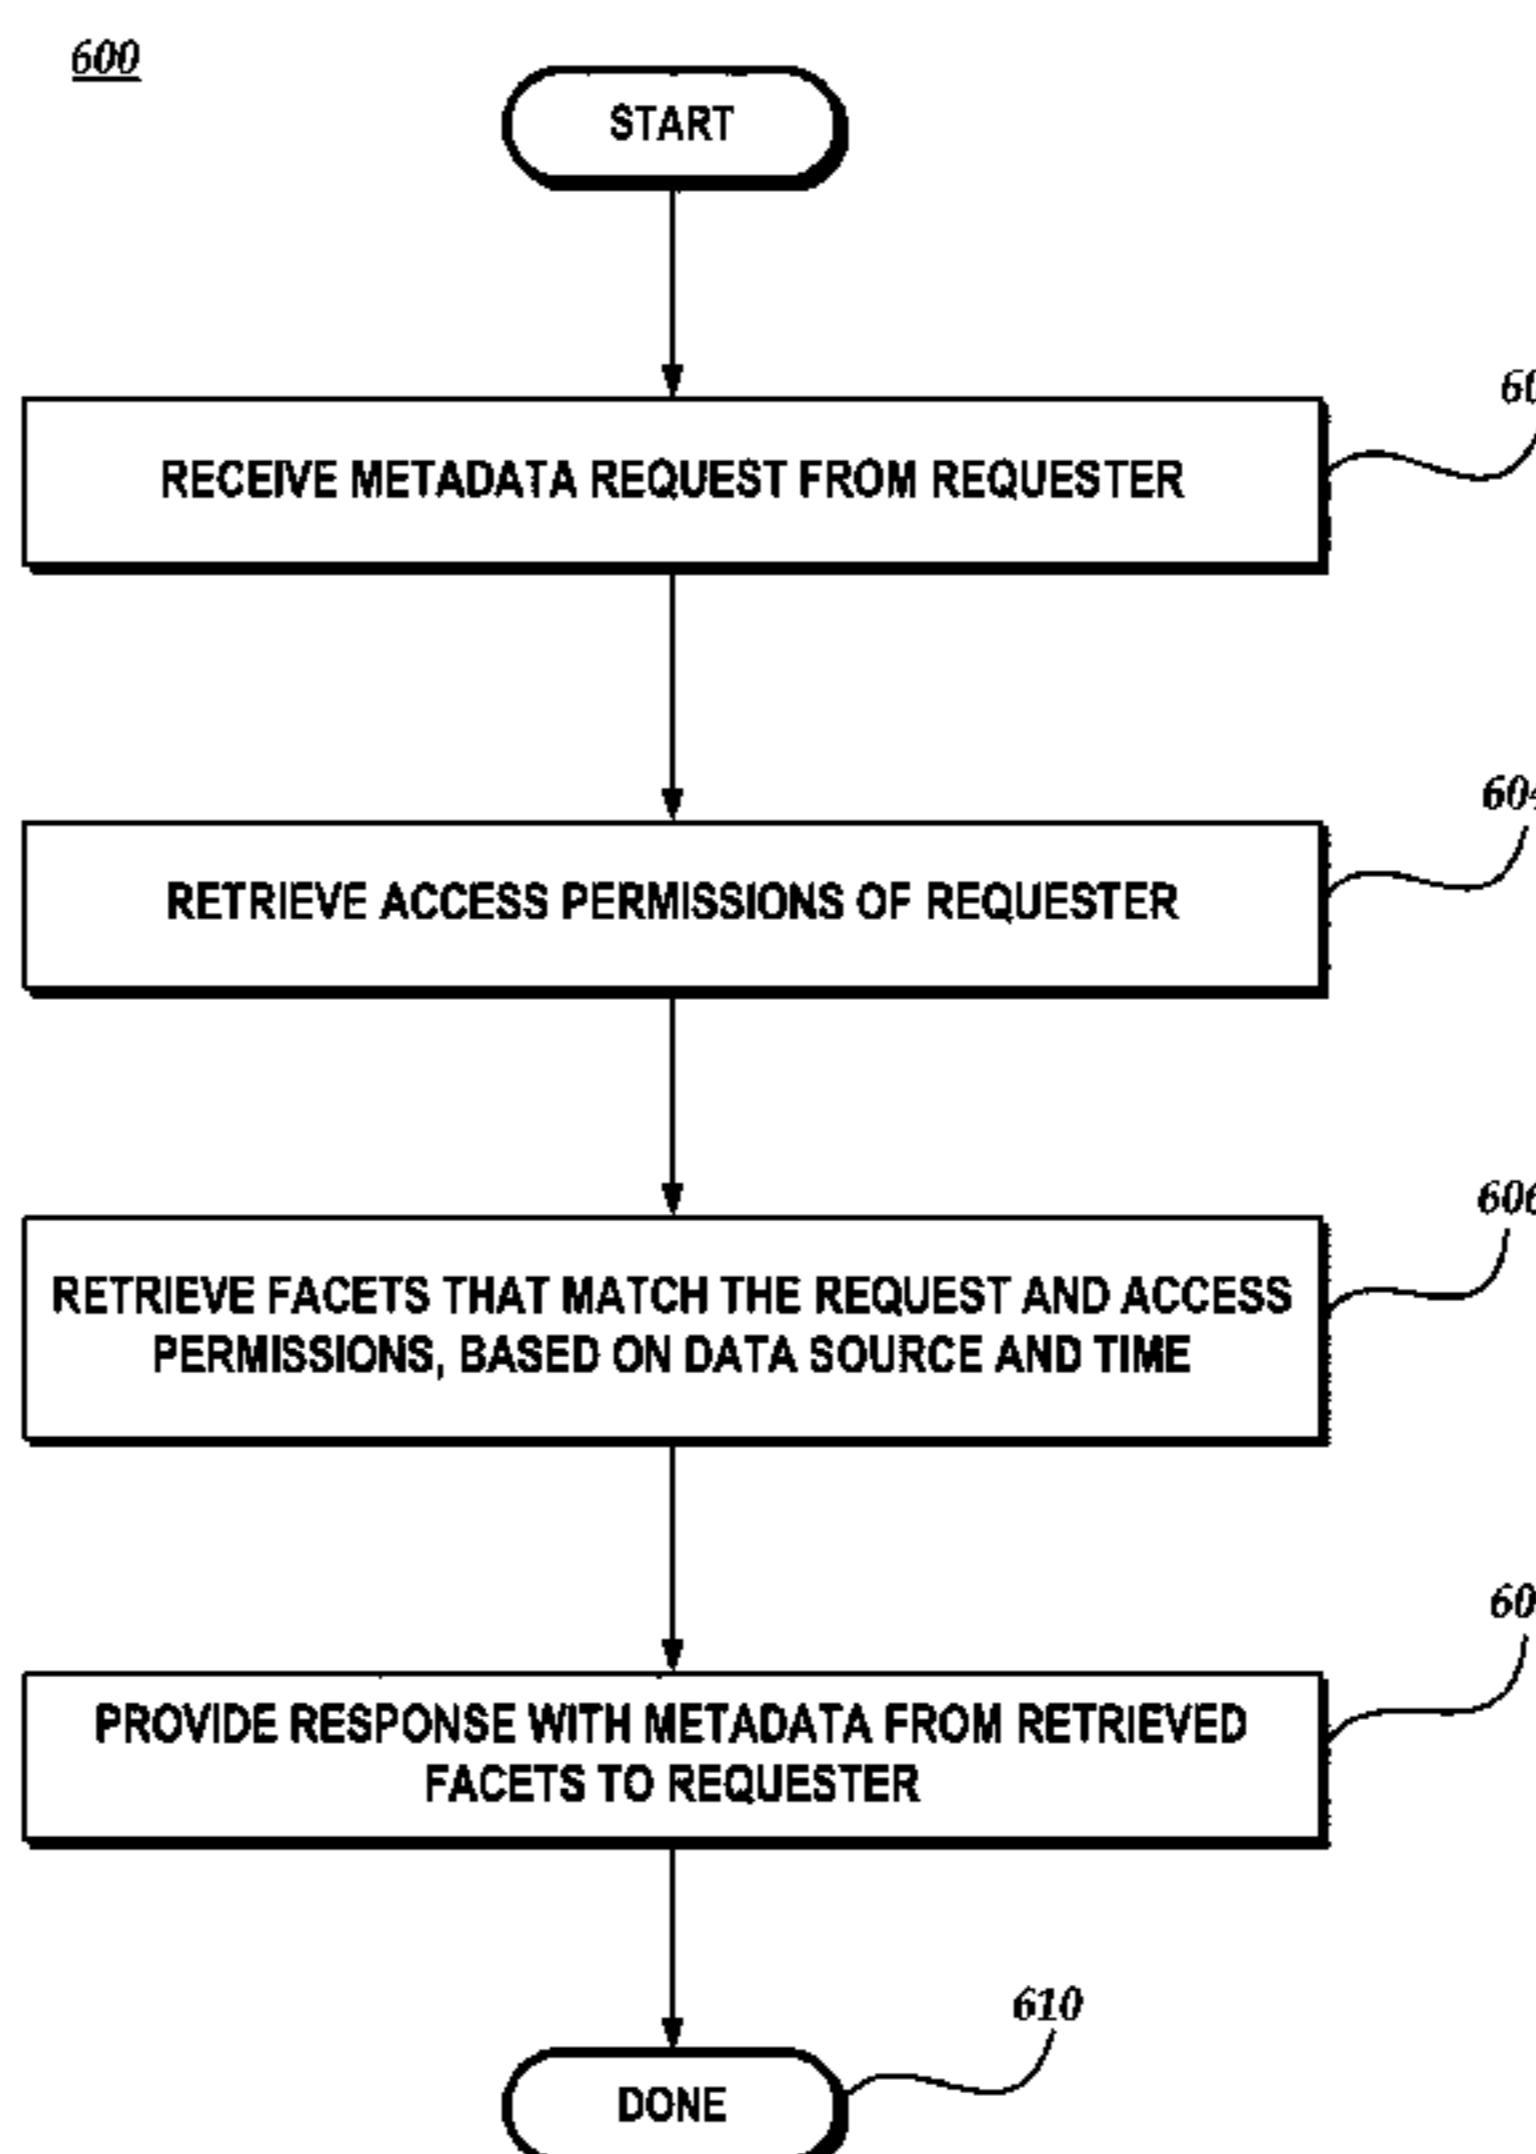 600
START
RECEIVE METADATA REQUEST FROM REQUESTER
RETRIEVE ACCESS PERMISSIONS OF REQUESTER
RETRIEVE FACETS THAT MATCH THE REQUEST AND ACCESS
PERMISSIONS, BASED ON DATA SOURCE AND TIME
606
PROVIDE RESPONSE WITH METADATA FROM RETRIEVED
FACETS TO REQUESTER
610
DONE